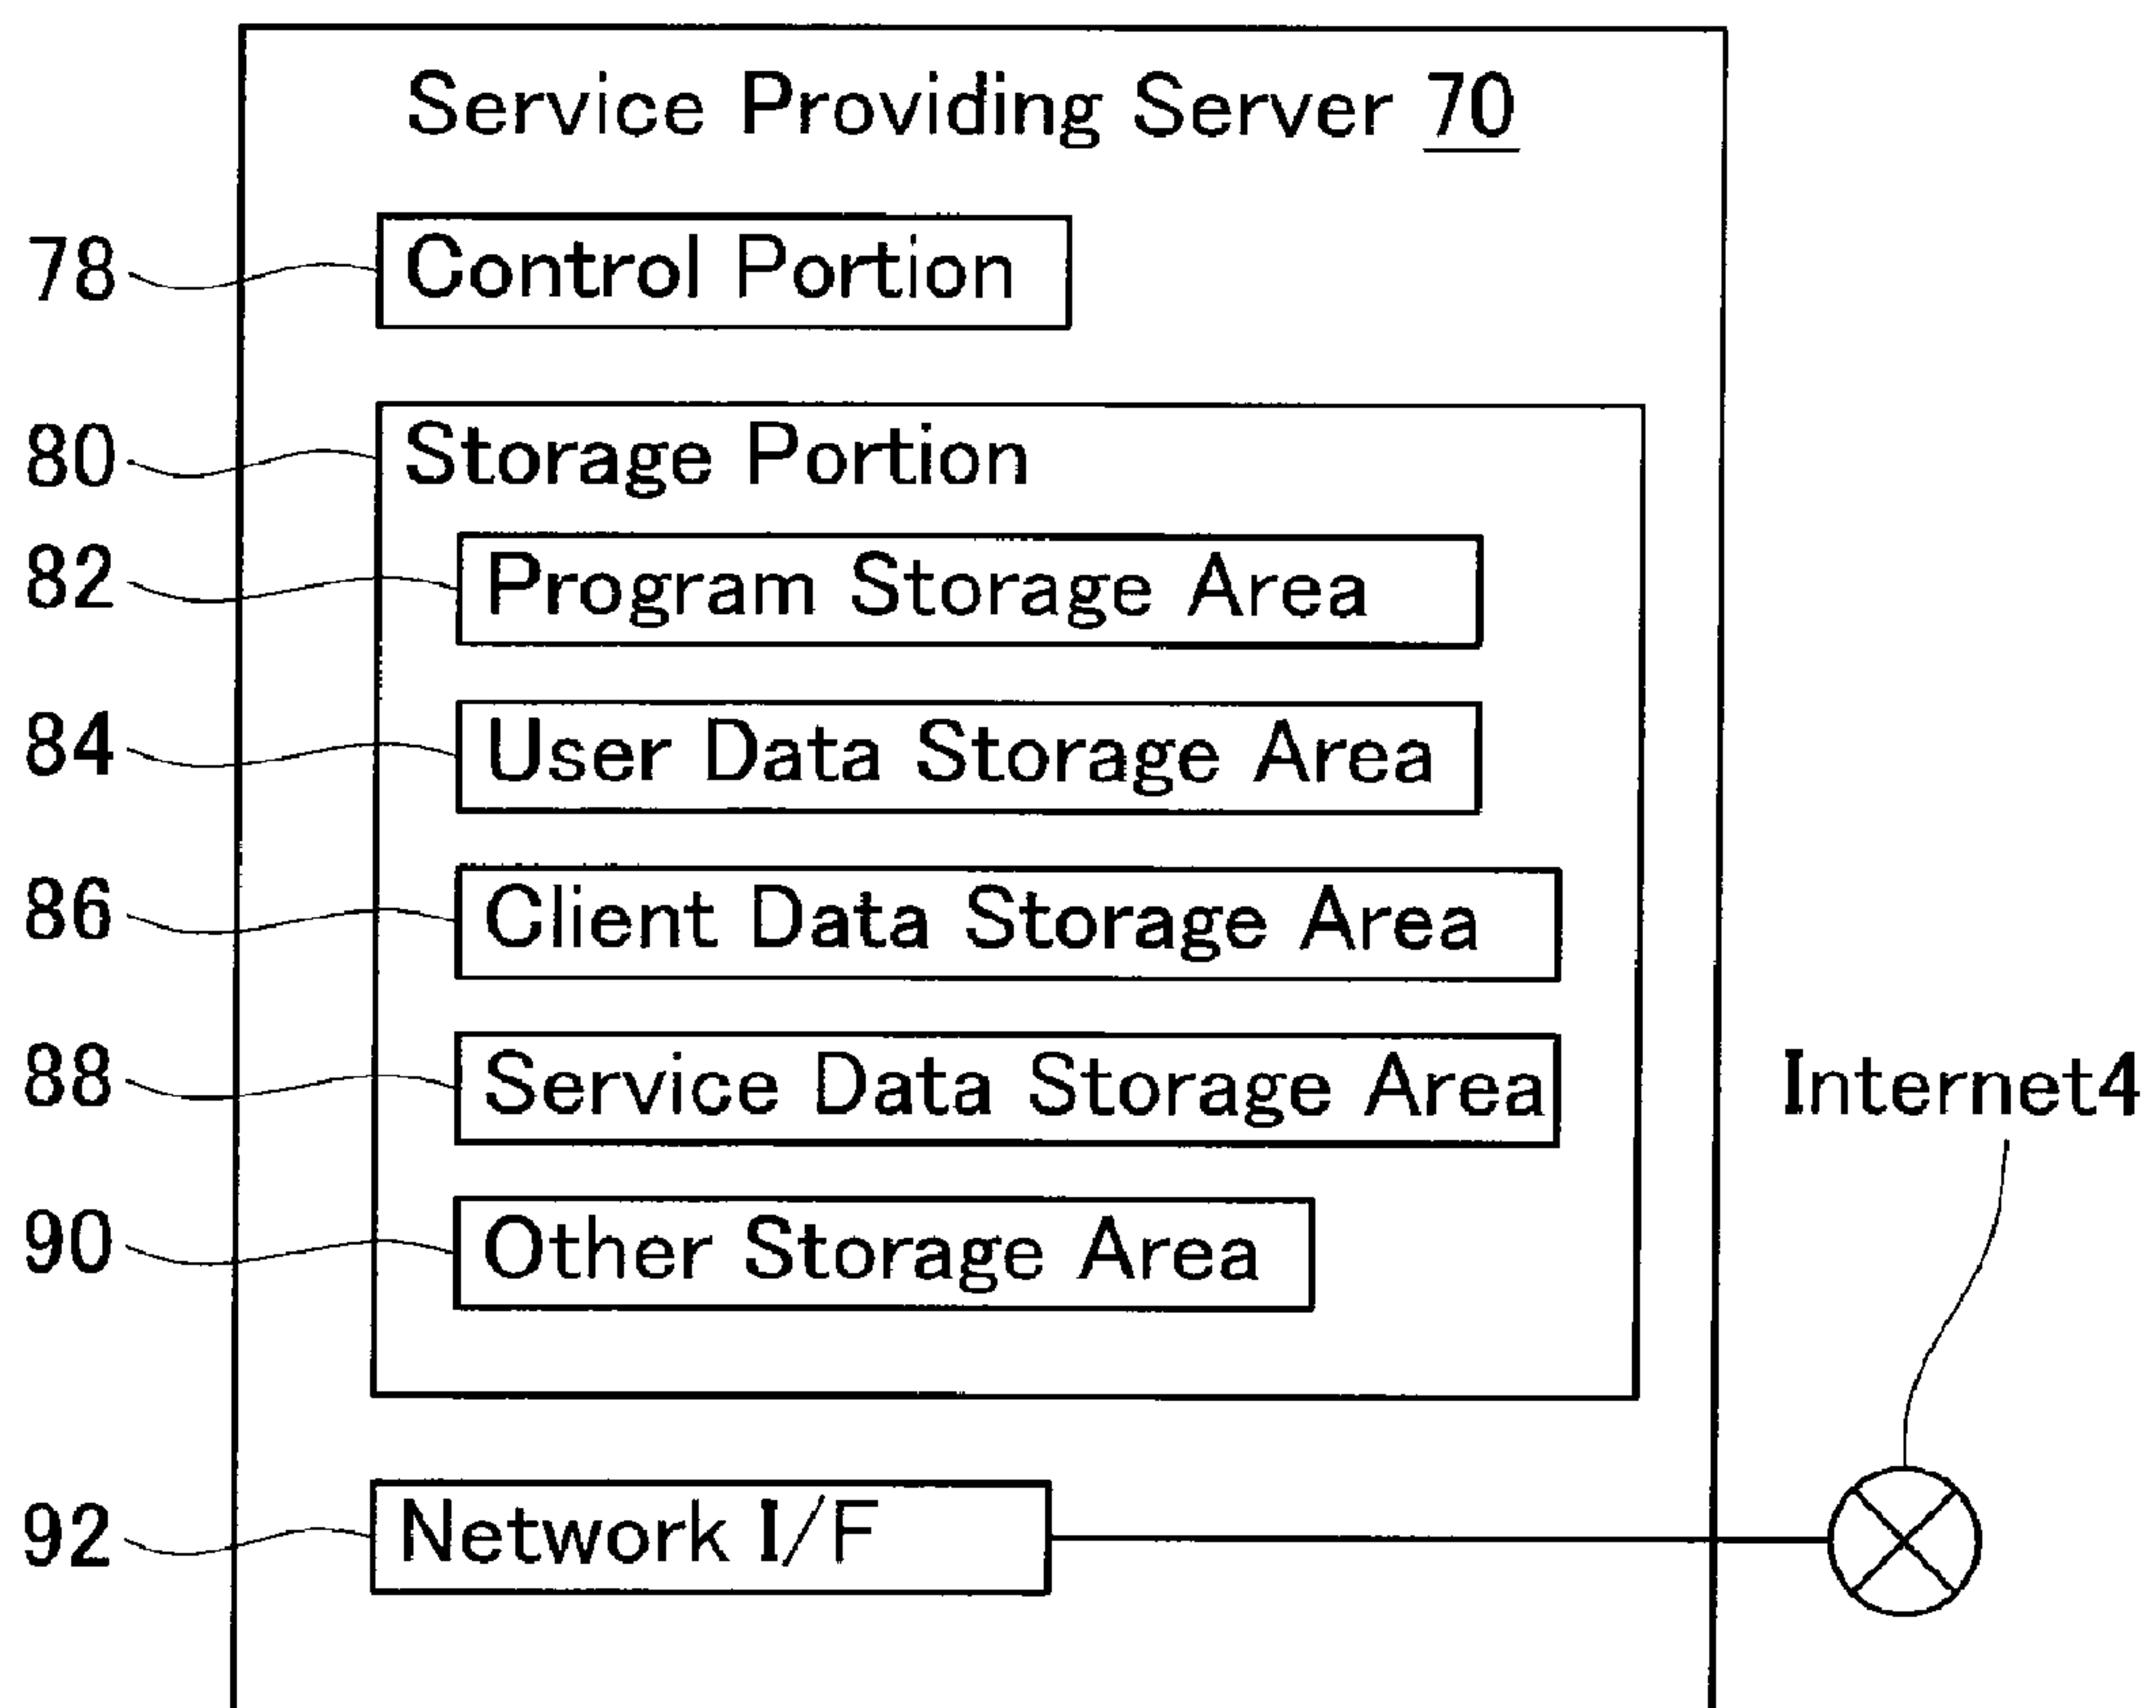 Service Providing Server 70
78 Control Portion
80 Storage Portion
82 Program Storage Area
84 User Data Storage Area
86 Client Data Storage Area
88 Service Data Storage Area
Internet4
90 Other Storage Area
92 Network I/F